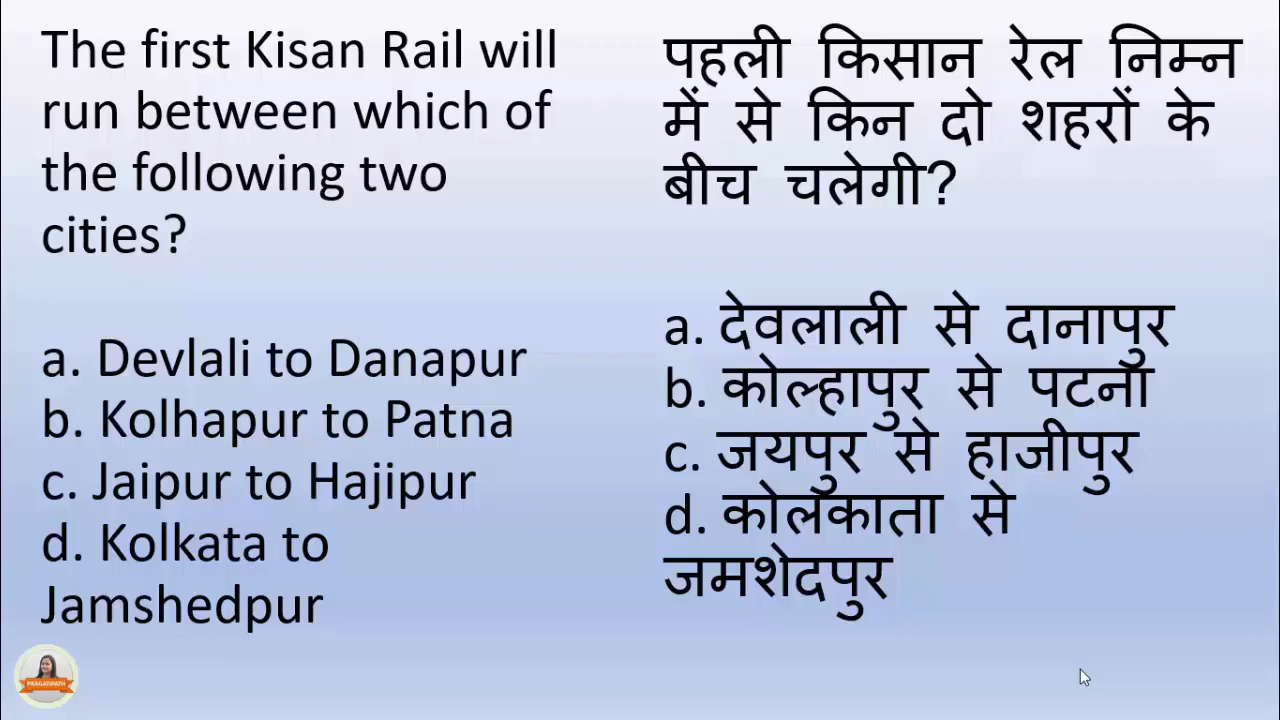 The first Kisan Rail will
run between which of
the following two
cities?
a. Devlali to Danapur
b. Kolhapur to Patna
c. Jaipur to Hajipur
d. Kolkata to
Jamshedpur
पहली किसान रेल निम्न
में से किन दो शहरों के
बीच चलेगी?
a. देवलाली से दानापुर
b. कोल्हापुर से पटना
c. जयपुर से हाजीपुर
d. कोलकाता से
जमशेदपुर
PRAGATIPATH